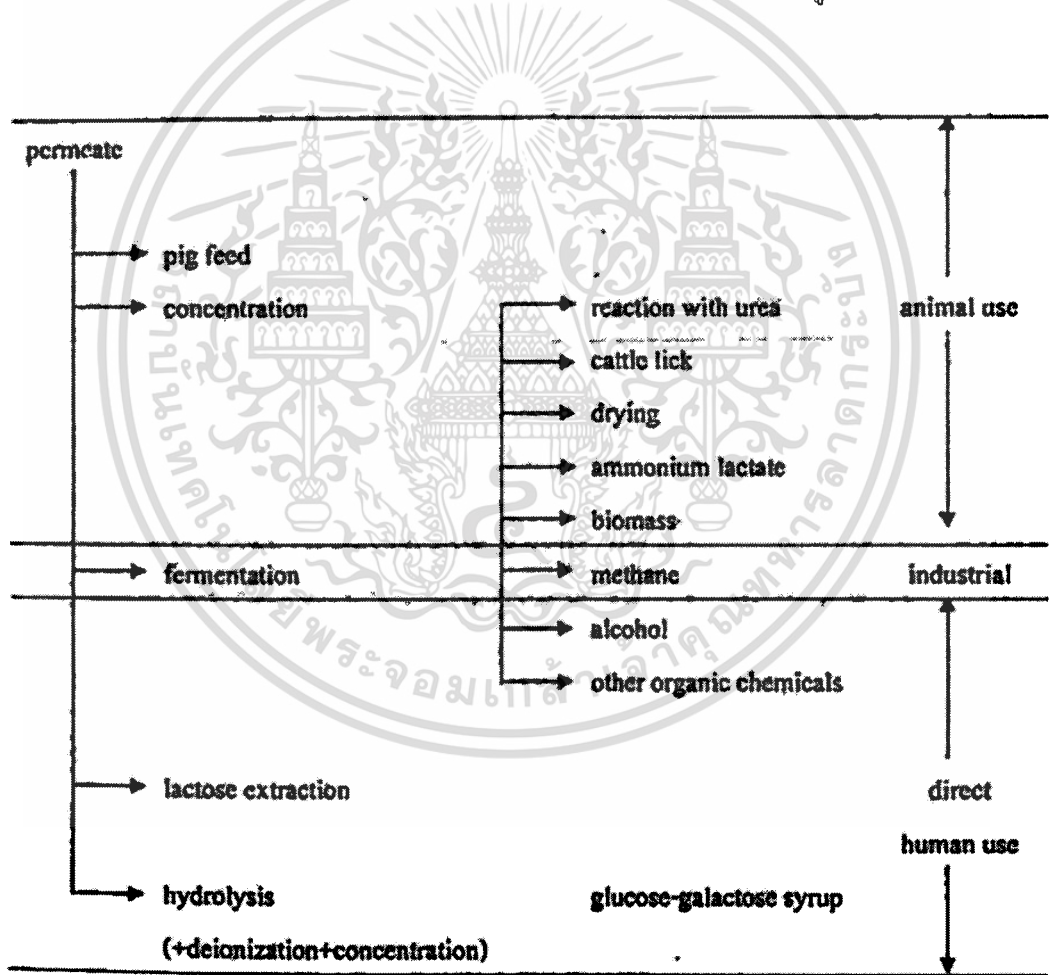 permeate
pig feed
concentration
reaction with urea
animal use
cattle lick
drying
ammonium lactate
biomass
fermentation
methane
industrial
alcohol
other organic chemicals
lactose extraction
direct
human use
hydrolysis
glucose-galactose syrup
(+deionization+concentration)